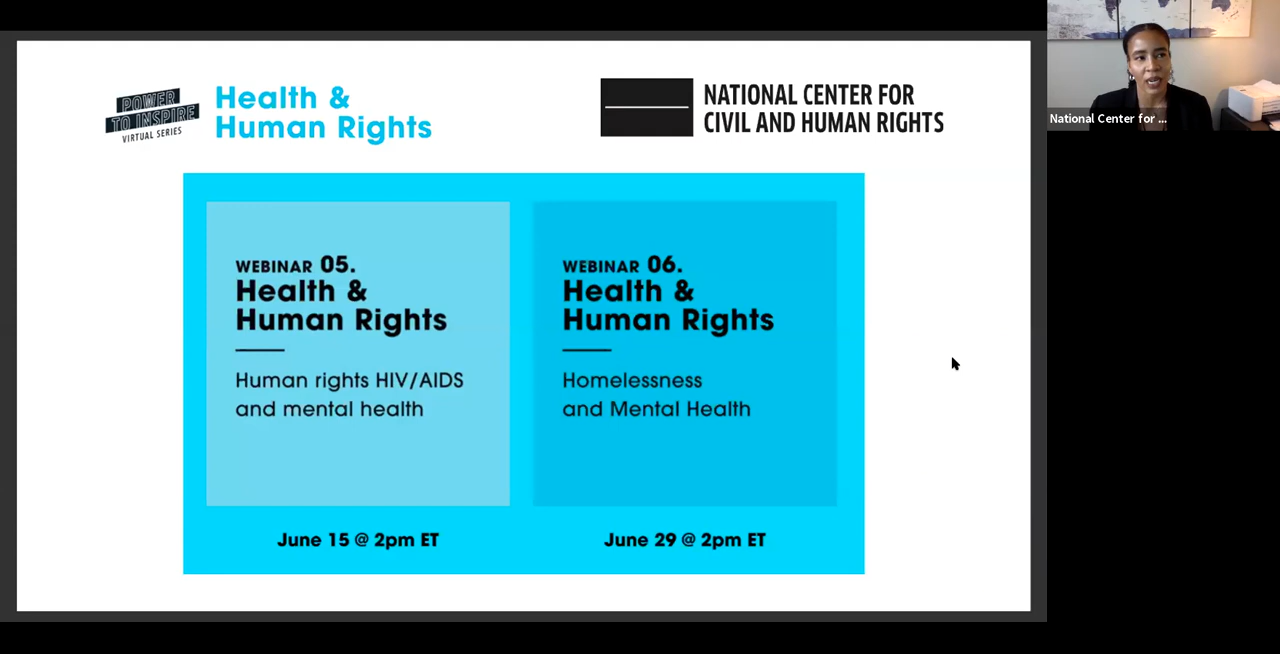 POWER
TO INSPIRE
VIRTUAL SERIES
Health &
Human Rights
NATIONAL CENTER FOR
CIVIL AND HUMAN RIGHTS
National Center for ...
WEBINAR 05.
Health &
Human Rights
Human rights HIV/AIDS
and mental health
June 15 @ 2pm ET
WEBINAR 06.
Health &
Human Rights
Homelessness
and Mental Health
June 29 @ 2pm ET